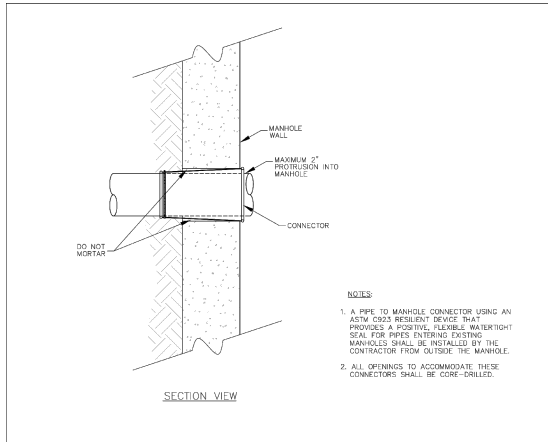 MANHOLE
WALL
MAXIMUM 2"
PROTRUSION INTO
MANHOLE
CONNECTOR
DO NOT
MORTAR
SECTION VIEW
NOTES:
1. A PIPE TO MANHOLE CONNECTOR USING AN
ASTM C923 RESILIENT DEVICE THAT
PROVIDES A POSITIVE, FLEXIBLE WATERTIGHT
SEAL FOR PIPES ENTERING EXISTING
MANHOLES SHALL BE INSTALLED BY THE
CONTRACTOR FROM OUTSIDE THE MANHOLE.
2. ALL OPENINGS TO ACCOMMODATE THESE
CONNECTORS SHALL BE CORE-DRILLED.